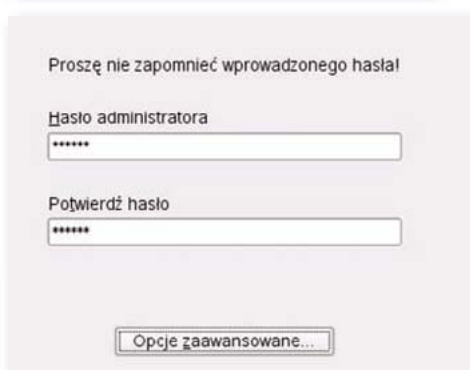 Proszę nie zapomnieć wprowadzonego hasła!
Hasło administratora
******
Potwierdź hasło
******
Opcje zaawansowane...